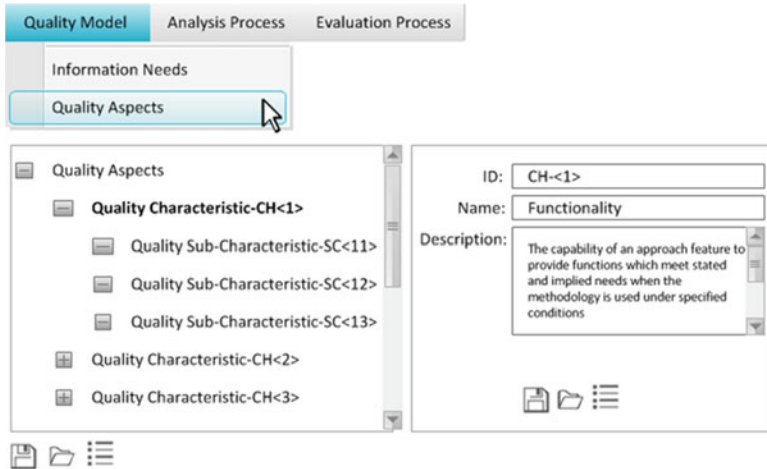 Quality Model Analysis Process Evaluation Process
Information Needs
Quality Aspects
Quality Aspects
Quality Characteristic-CH<1>
Quality Sub-Characteristic-SC<11>
Quality Sub-Characteristic-SC<12>
Quality Sub-Characteristic-SC<13>
Quality Characteristic-CH<2>
Quality Characteristic-CH<3>
ID: CH-<1>
Name: Functionality
Description:
The capability of an approach feature to
provide functions which meet stated
and implied needs when the
methodology is used under specified
conditions